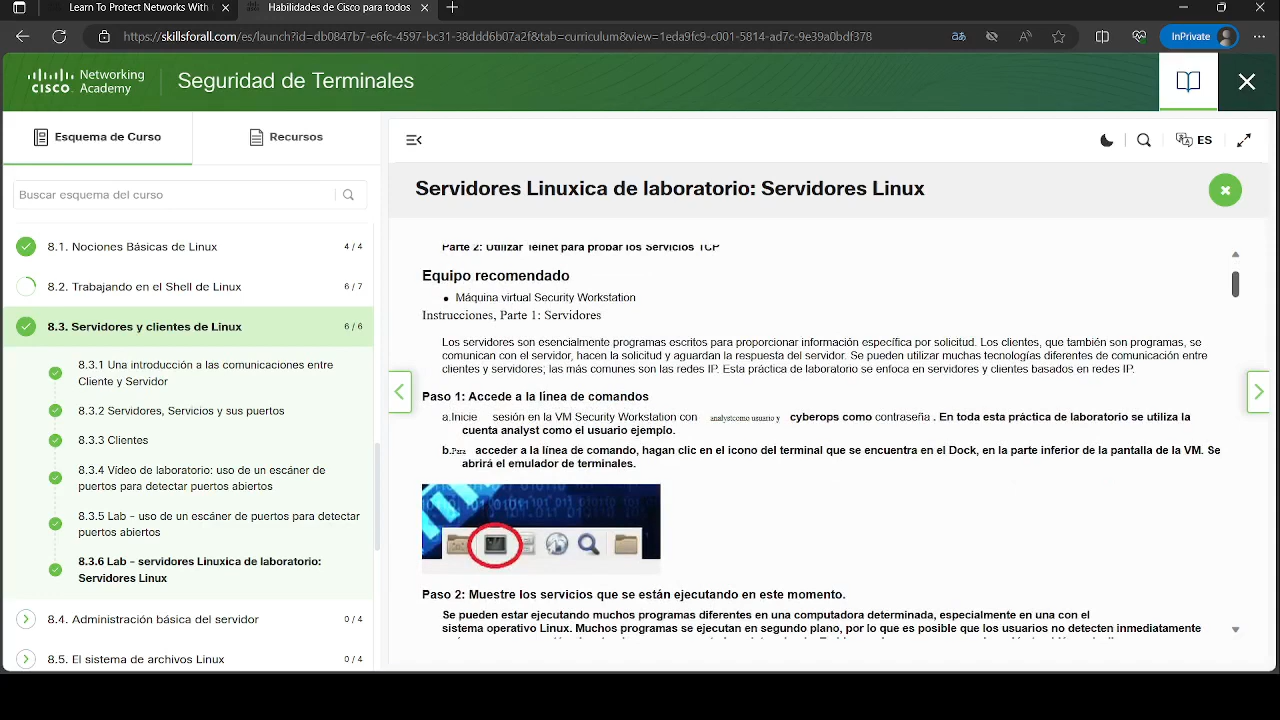 Learn To Protect Networks With
Habilidades de Cisco para todos
https://skillsforall.com/es/launch?id=db0847b7-e6fc-4597-bc31-38ddd6b07a2f&tab=curriculum&view=1eda9fc9-c001-5814-ad7c-9e39a0bdf378
InPrivate
Networking
CISCO Academy
Seguridad de Terminales
Esquema de Curso
Recursos
Buscar esquema del curso
8.1. Nociones Básicas de Linux 4 / 4
8.2. Trabajando en el Shell de Linux 6 / 7
8.3. Servidores y clientes de Linux 6 / 6
8.3.1 Una introducción a las comunicaciones entre
Cliente y Servidor
8.3.2 Servidores, Servicios y sus puertos
8.3.3 Clientes
8.3.4 Vídeo de laboratorio: uso de un escáner de
puertos para detectar puertos abiertos
8.3.5 Lab - uso de un escáner de puertos para detectar
puertos abiertos
8.3.6 Lab - servidores Linuxica de laboratorio:
Servidores Linux
8.4. Administración básica del servidor 0 / 4
8.5. El sistema de archivos Linux 0 / 4
ES
Servidores Linuxica de laboratorio: Servidores Linux
Parte 2: Utilizar Telnet para probar los Servicios TCP
Equipo recomendado
● Máquina virtual Security Workstation
Instrucciones, Parte 1: Servidores
Los servidores son esencialmente programas escritos para proporcionar información específica por solicitud. Los clientes, que también son programas, se
comunican con el servidor, hacen la solicitud y aguardan la respuesta del servidor. Se pueden utilizar muchas tecnologías diferentes de comunicación entre
clientes y servidores; las más comunes son las redes IP. Esta práctica de laboratorio se enfoca en servidores y clientes basados en redes IP.
Paso 1: Accede a la línea de comandos
a.Inicie sesión en la VM Security Workstation con analystcomo usuario y cyberops como contraseña . En toda esta práctica de laboratorio se utiliza la
cuenta analyst como el usuario ejemplo.
b.Para acceder a la línea de comando, hagan clic en el icono del terminal que se encuentra en el Dock, en la parte inferior de la pantalla de la VM. Se
abrirá el emulador de terminales.
Paso 2: Muestre los servicios que se están ejecutando en este momento.
Se pueden estar ejecutando muchos programas diferentes en una computadora determinada, especialmente en una con el
sistema operativo Linux. Muchos programas se ejecutan en segundo plano, por lo que es posible que los usuarios no detecten inmediatamente